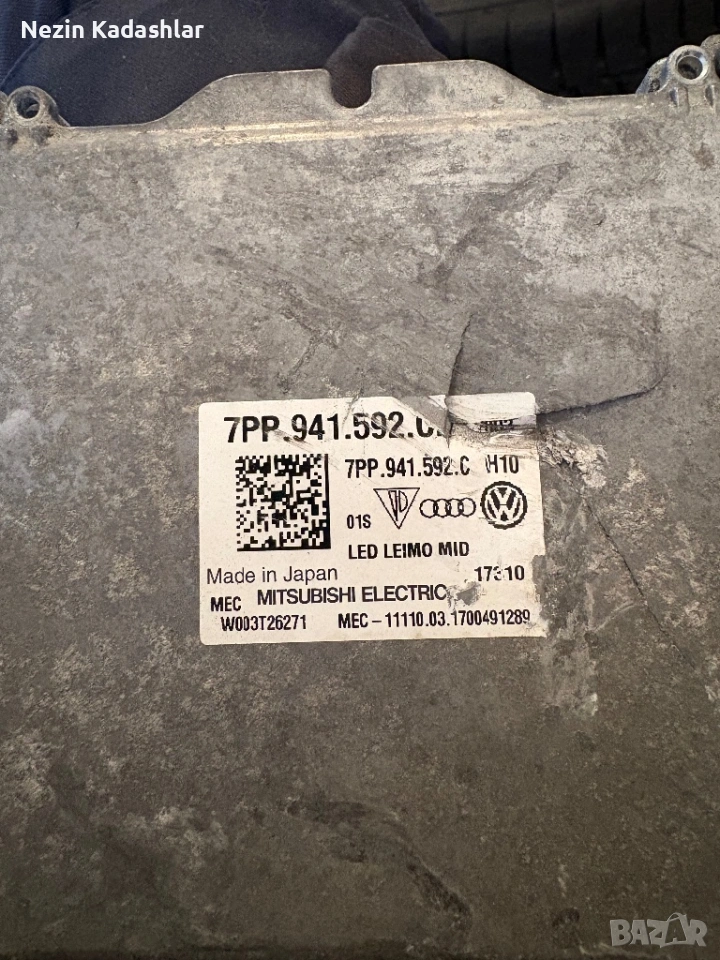 Nezin Kadashlar
7PP.941.592.C
7PP.941.592.C H10
01S
LED LEIMO MID
Made in Japan 17310
MEC MITSUBISHI ELECTRIC
W003T26271 MEC-11110.03.1700491289
BAZAR